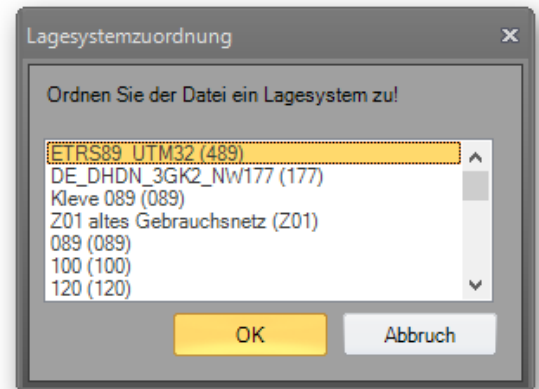 Lagesystemzuordnung
Ordnen Sie der Datei ein Lagesystem zu!
ETRS89_UTM32 (489)
DE_DHDN_3GK2_NW177 (177)
Kleve 089 (089)
Z01 altes Gebrauchsnetz (Z01)
089 (089)
100 (100)
120 (120)
OK Abbruch